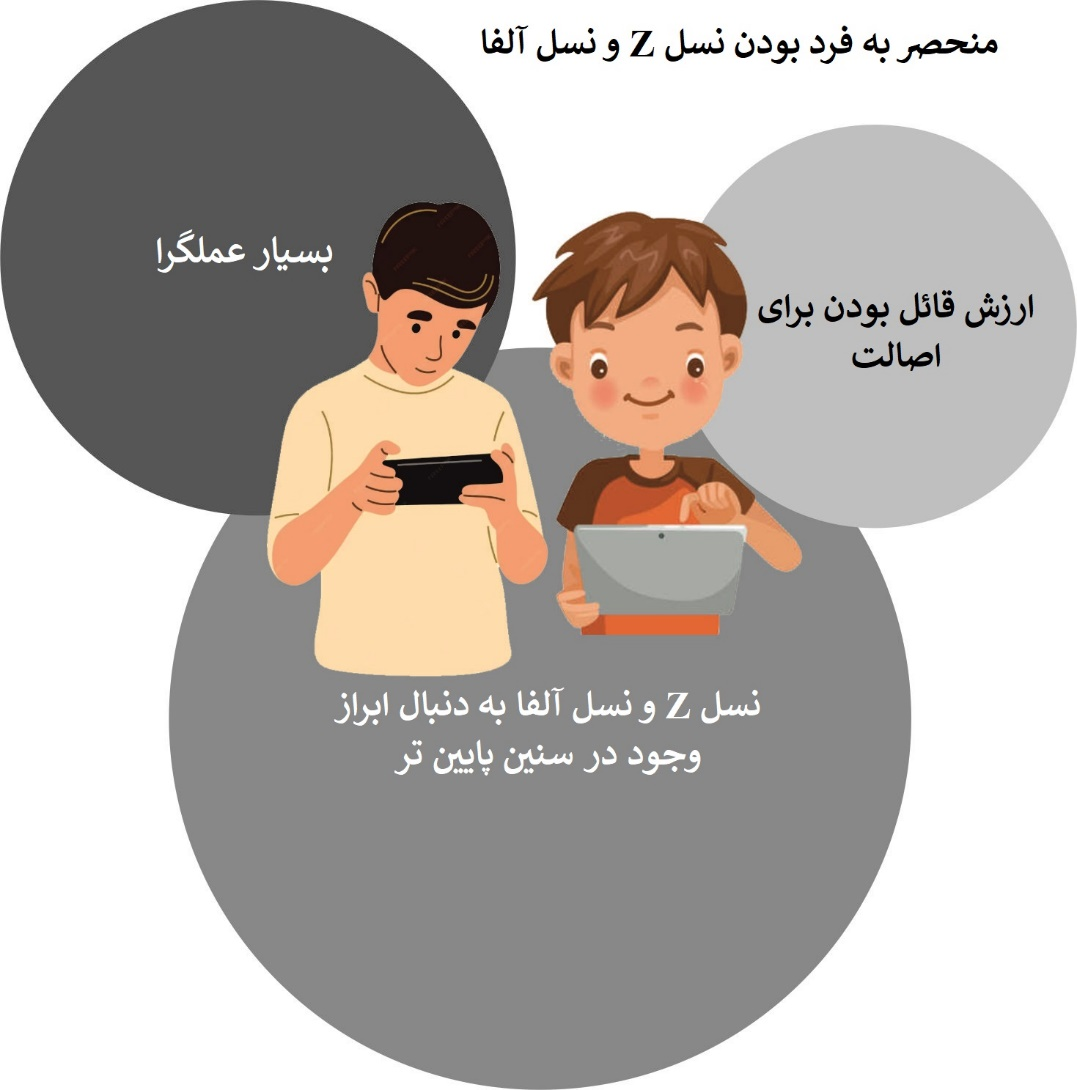 منحصر به فرد بودن نسل Z و نسل آلفا
بسیار عملگرا
ارزش قائل بودن برای
اصالت
نسل Z و نسل آلفا به دنبال ابراز
وجود در سنین پایین تر